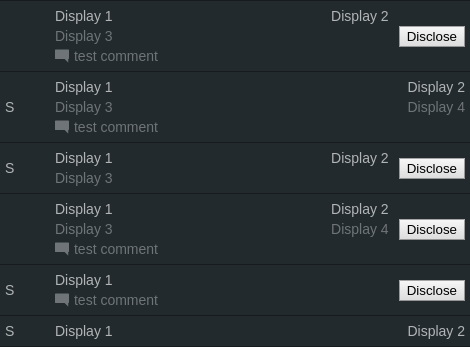 Display 1 Display 2
Display 3 Disclose
test comment
Display 1 Display 2
S Display 3 Display 4
test comment
Display 1 Display 2
S Disclose
Display 3
Display 1 Display 2
Display 3 Display 4 Disclose
test comment
Display 1
S Disclose
test comment
S Display 1 Display 2